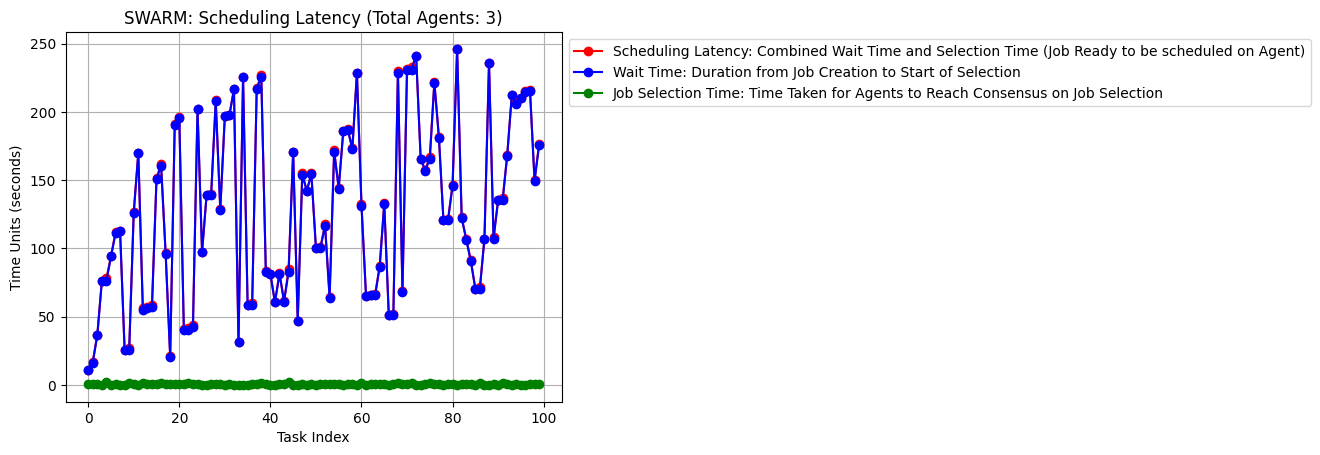 SWARM: Scheduling Latency (Total Agents: 3)
Scheduling Latency: Combined Wait Time and Selection Time (Job Ready to be scheduled on Agent)
Wait Time: Duration from Job Creation to Start of Selection
Job Selection Time: Time Taken for Agents to Reach Consensus on Job Selection
Time Units (seconds)
250
200
150
100
50
0
0 20 40 60 80 100
Task Index